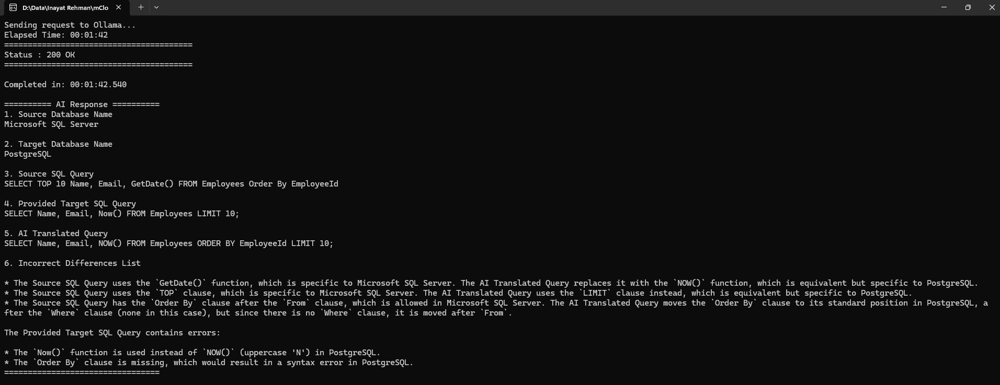 D:\Data\Inayat Rehman\mClo
Sending request to Ollama...
Elapsed Time: 00:01:42
========================================
Status : 200 OK
========================================
Completed in: 00:01:42.540
========== AI Response ==========
1. Source Database Name
Microsoft SQL Server
2. Target Database Name
PostgreSQL
3. Source SQL Query
SELECT TOP 10 Name, Email, GetDate() FROM Employees Order By EmployeeId
4. Provided Target SQL Query
SELECT Name, Email, Now() FROM Employees LIMIT 10;
5. AI Translated Query
SELECT Name, Email, NOW() FROM Employees ORDER BY EmployeeId LIMIT 10;
6. Incorrect Differences List
* The Source SQL Query uses the `GetDate()` function, which is specific to Microsoft SQL Server. The AI Translated Query replaces it with the `NOW()` function, which is equivalent but specific to PostgreSQL.
* The Source SQL Query uses the `TOP` clause, which is specific to Microsoft SQL Server. The AI Translated Query uses the `LIMIT` clause instead, which is equivalent but specific to PostgreSQL.
* The Source SQL Query has the `Order By` clause after the `From` clause, which is allowed in Microsoft SQL Server. The AI Translated Query moves the `Order By` clause to its standard position in PostgreSQL, a
fter the `Where` clause (none in this case), but since there is no `Where` clause, it is moved after `From`.
The Provided Target SQL Query contains errors:
* The `Now()` function is used instead of `NOW()` (uppercase 'N') in PostgreSQL.
* The `Order By` clause is missing, which would result in a syntax error in PostgreSQL.
=================================